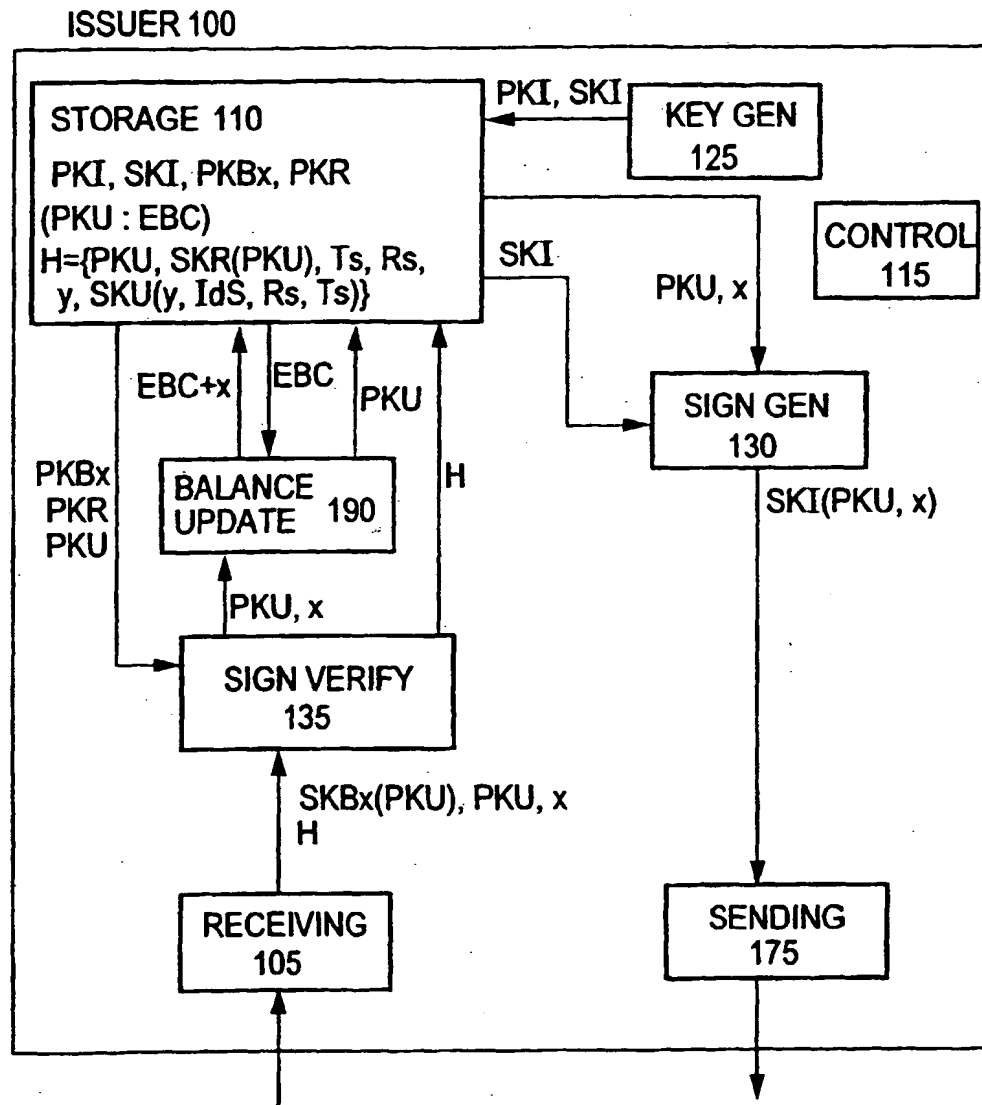 ISSUER 100
STORAGE 110
PKI, SKI, PKBx, PKR
(PKU : EBC)
H={PKU, SKR(PKU), Ts, Rs,
y, SKU(y, IdS, Rs, Ts)}
PKI, SKI
KEY GEN
125
CONTROL
115
SKI
PKU, x
EBC+x
EBC
PKU
SIGN GEN
130
PKBx
PKR
PKU
BALANCE
UPDATE 190
H
SKI(PKU, x)
PKU, x
SIGN VERIFY
135
SKBx(PKU), PKU, x
H
RECEIVING
105
SENDING
175